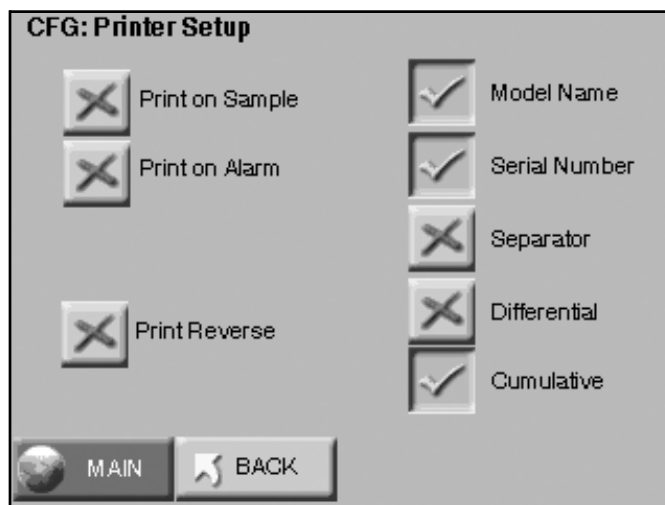 CFG: Printer Setup
Print on Sample
Print on Alarm
Print Reverse
Model Name
Serial Number
Separator
Differential
Cumulative
MAIN
BACK